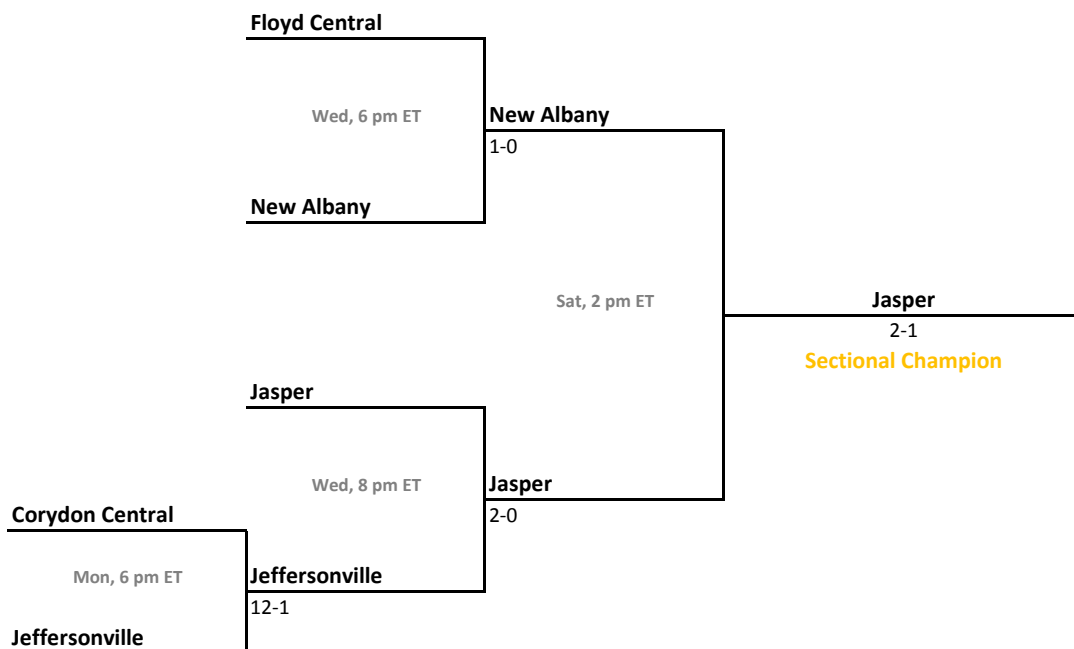 Floyd Central
Wed, 6 pm ET
New Albany
1-0
New Albany
Sat, 2 pm ET
Jasper
2-1
Sectional Champion
Jasper
Wed, 8 pm ET
Jasper
2-0
Corydon Central
Mon, 6 pm ET
Jeffersonville
12-1
Jeffersonville